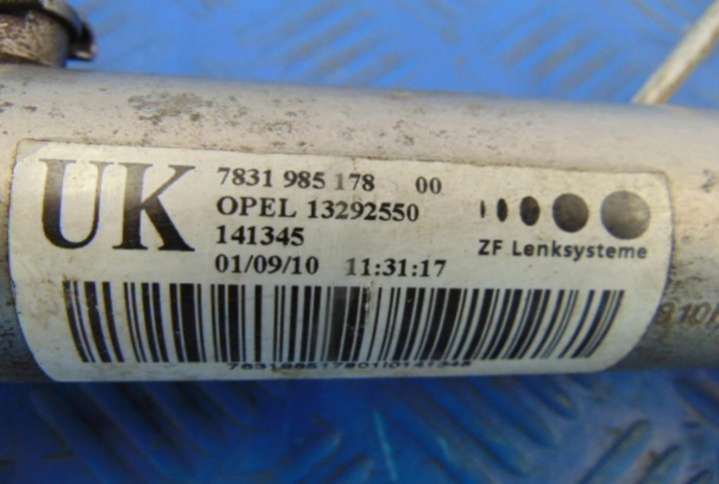 UK
7831 985 178 00
OPEL 13292550
141345
01/09/10 11:31:17
ZF Lenksysteme